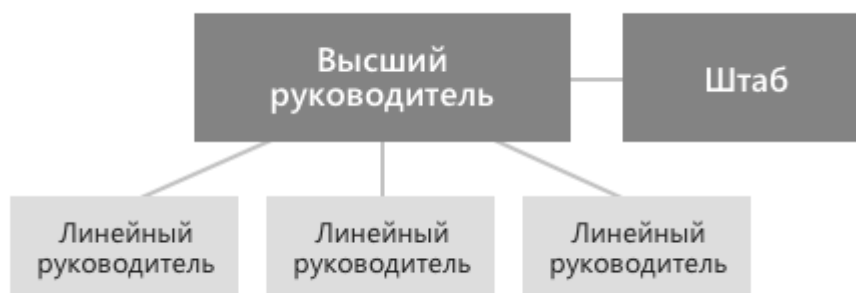 Высший
руководитель
Штаб
Линейный
руководитель
Линейный
руководитель
Линейный
руководитель